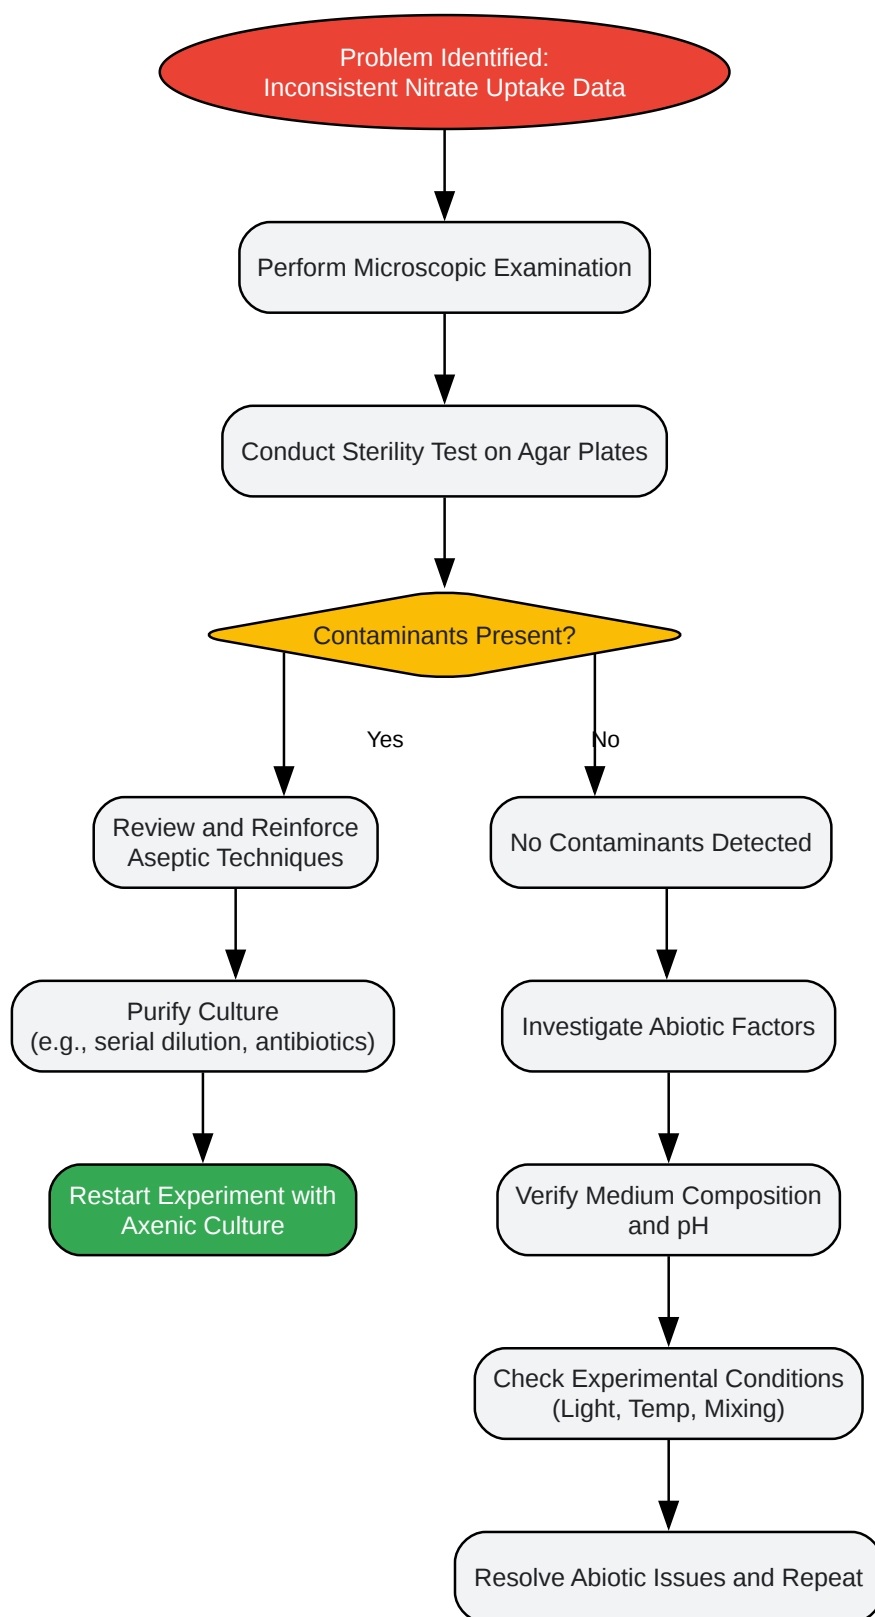 Problem Identified:
Inconsistent Nitrate Uptake Data
Perform Microscopic Examination
Conduct Sterility Test on Agar Plates
Contaminants Present?
Yes
No
Review and Reinforce
Aseptic Techniques
No Contaminants Detected
Purify Culture
(e.g., serial dilution, antibiotics)
Investigate Abiotic Factors
Restart Experiment with
Axenic Culture
Verify Medium Composition
and pH
Check Experimental Conditions
(Light, Temp, Mixing)
Resolve Abiotic Issues and Repeat